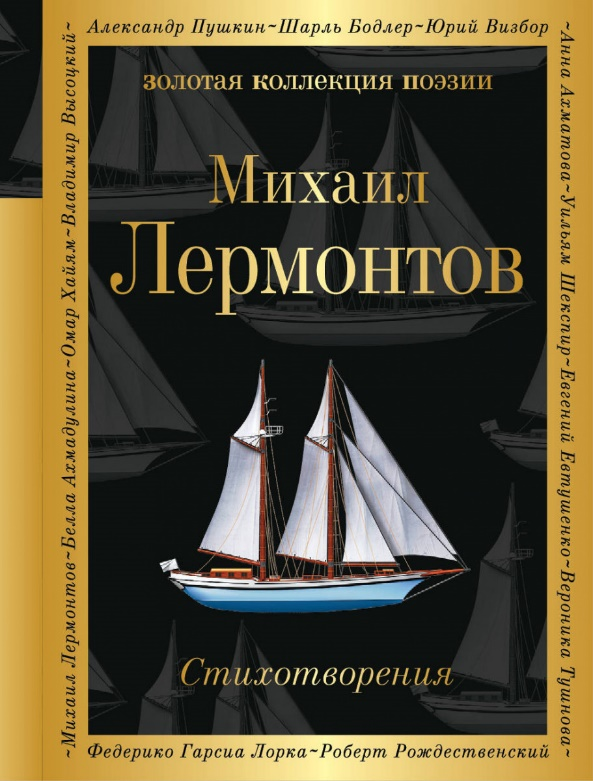 Александр Пушкин~Шарль Бодлер~Юрий Визбор
~Анна Ахматова~Уильям Шекспир~Евгений Евтушенко~Вероника Тушнова~
~Михаил Лермонтов~Белла Ахмадулина~Омар Хайям~Владимир Высоцкий~
золотая коллекция поэзии
Михаил
Лермонтов
Стихотворения
Федерико Гарсиа Лорка~Роберт Рождественский